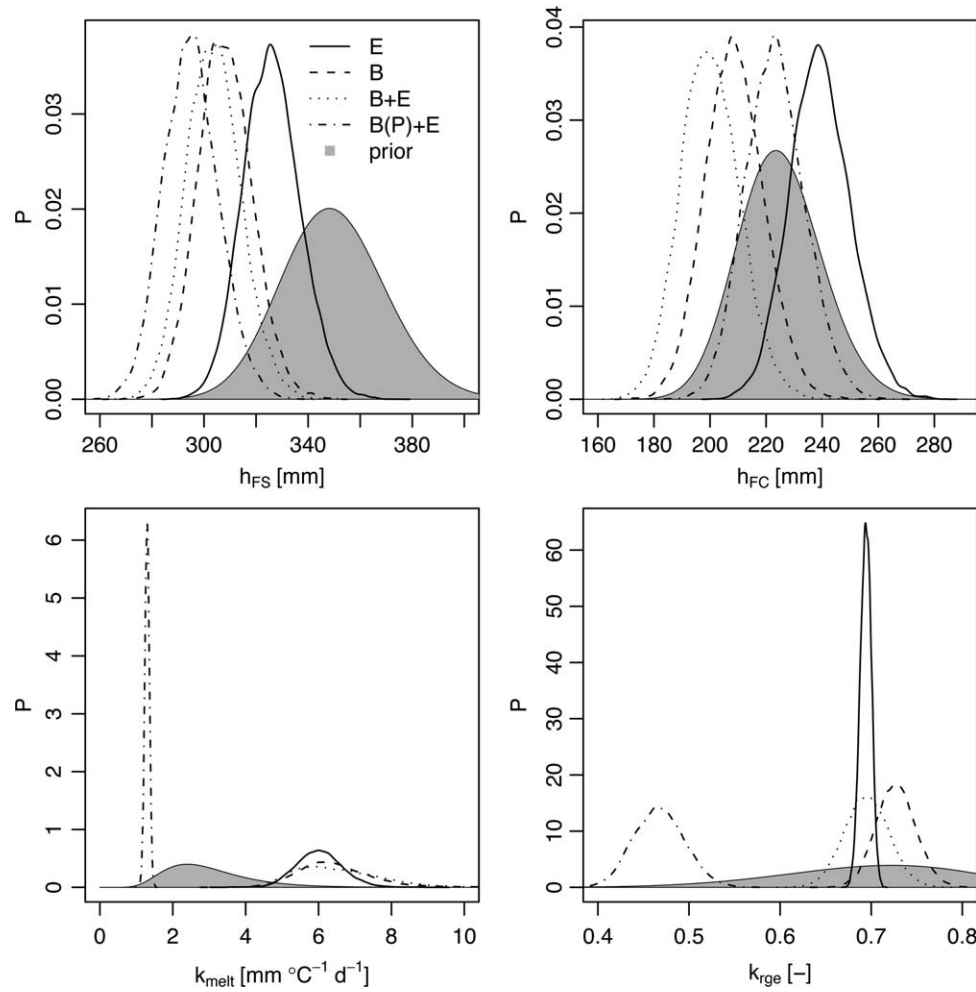 E
B
B+E
B(P)+E
prior
P
0.00 0.01 0.02 0.03
260 300 340 380
h_FS [mm]
P
0.00 0.01 0.02 0.03 0.04
160 180 200 220 240 260 280
h_FC [mm]
P
0 1 2 3 4 5 6
0 2 4 6 8 10
k_melt [mm °C⁻¹ d⁻¹]
P
0 10 20 30 40 50 60
0.4 0.5 0.6 0.7 0.8
k_rge [–]